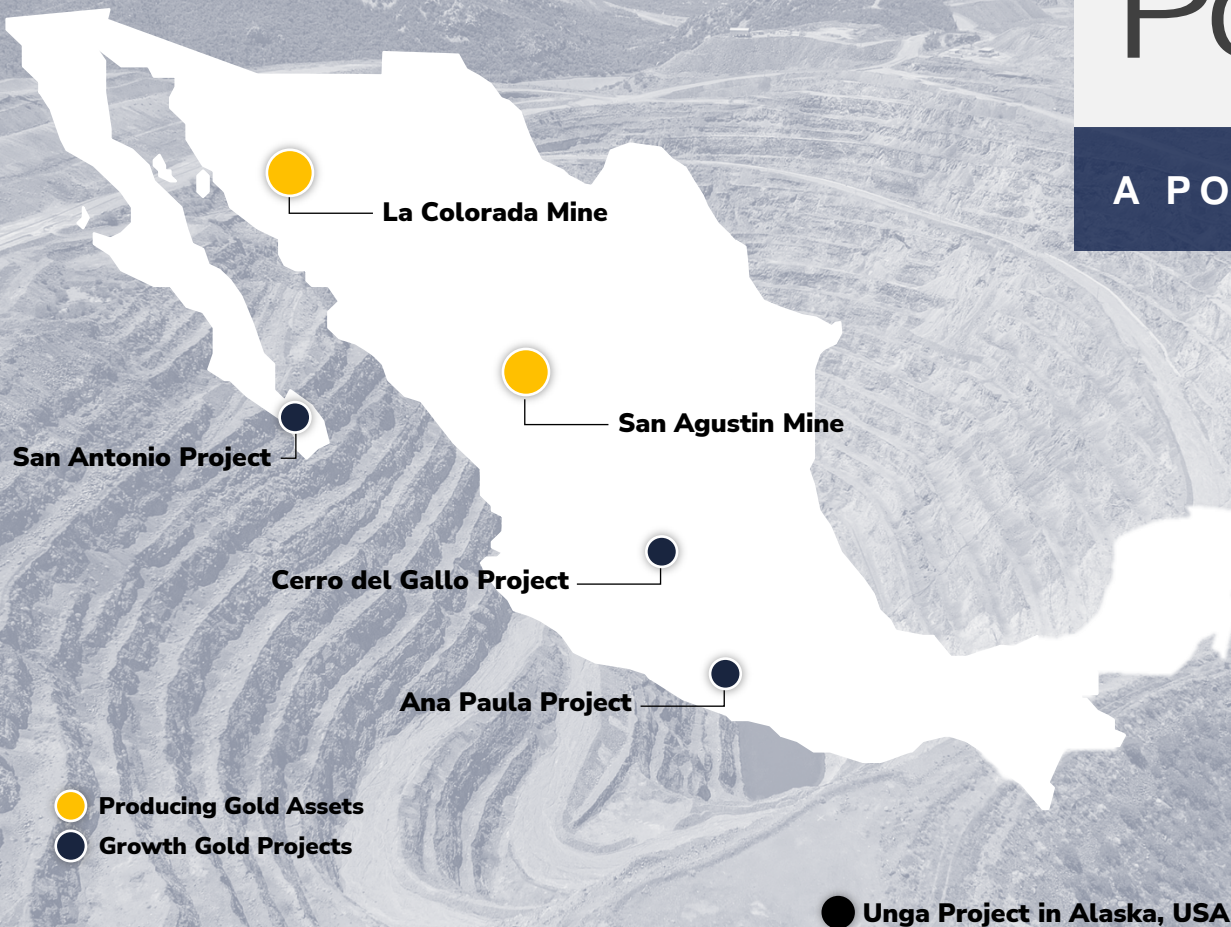 Po
A PO
La Colorada Mine
San Agustin Mine
San Antonio Project
Cerro del Gallo Project
Ana Paula Project
Producing Gold Assets
Growth Gold Projects
Unga Project in Alaska, USA